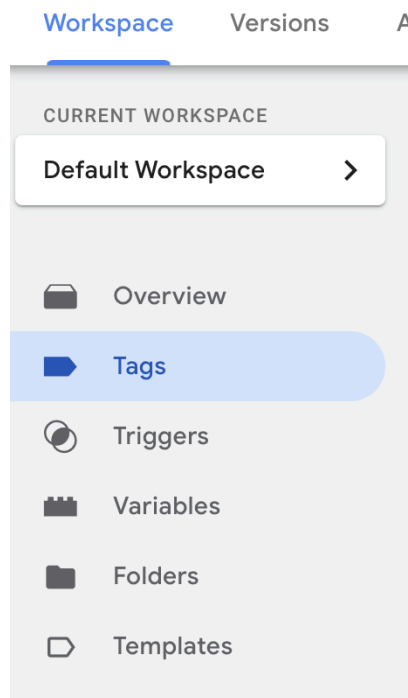 Workspace Versions A
CURRENT WORKSPACE
Default Workspace
Overview
Tags
Triggers
Variables
Folders
Templates